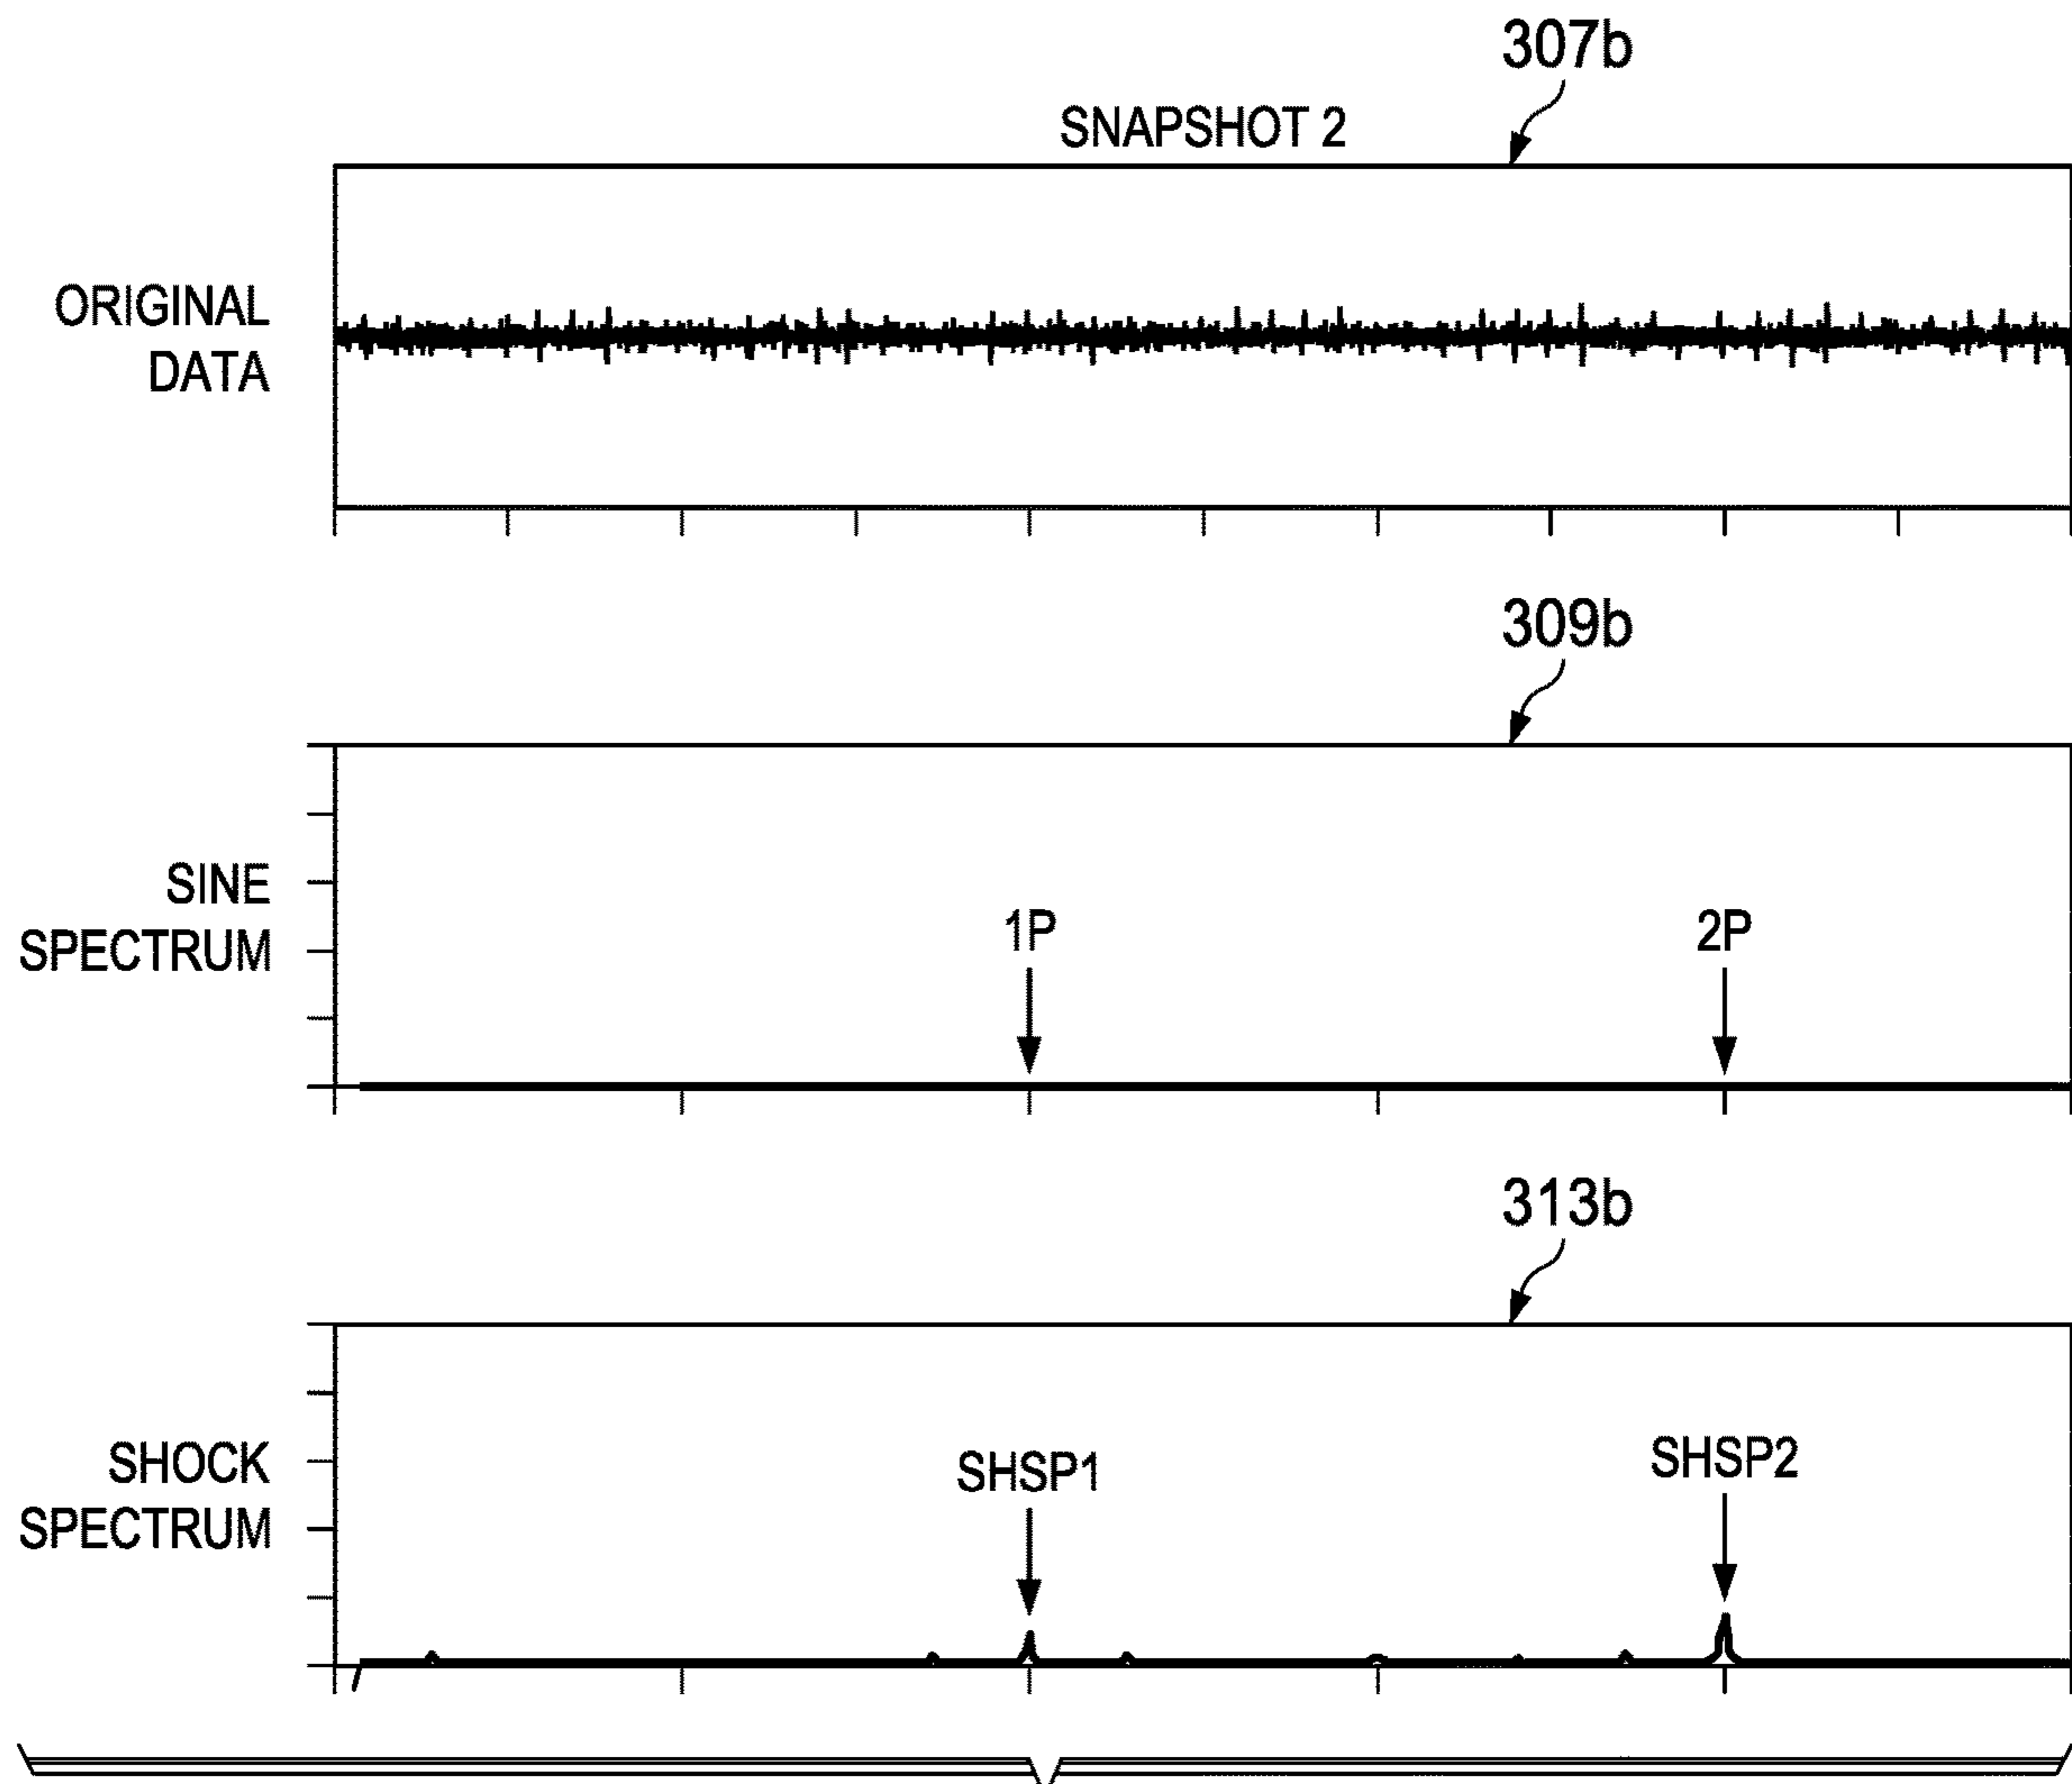 307b
SNAPSHOT 2
ORIGINAL
DATA
309b
SINE
SPECTRUM
1P
2P
313b
SHOCK
SPECTRUM
SHSP1
SHSP2